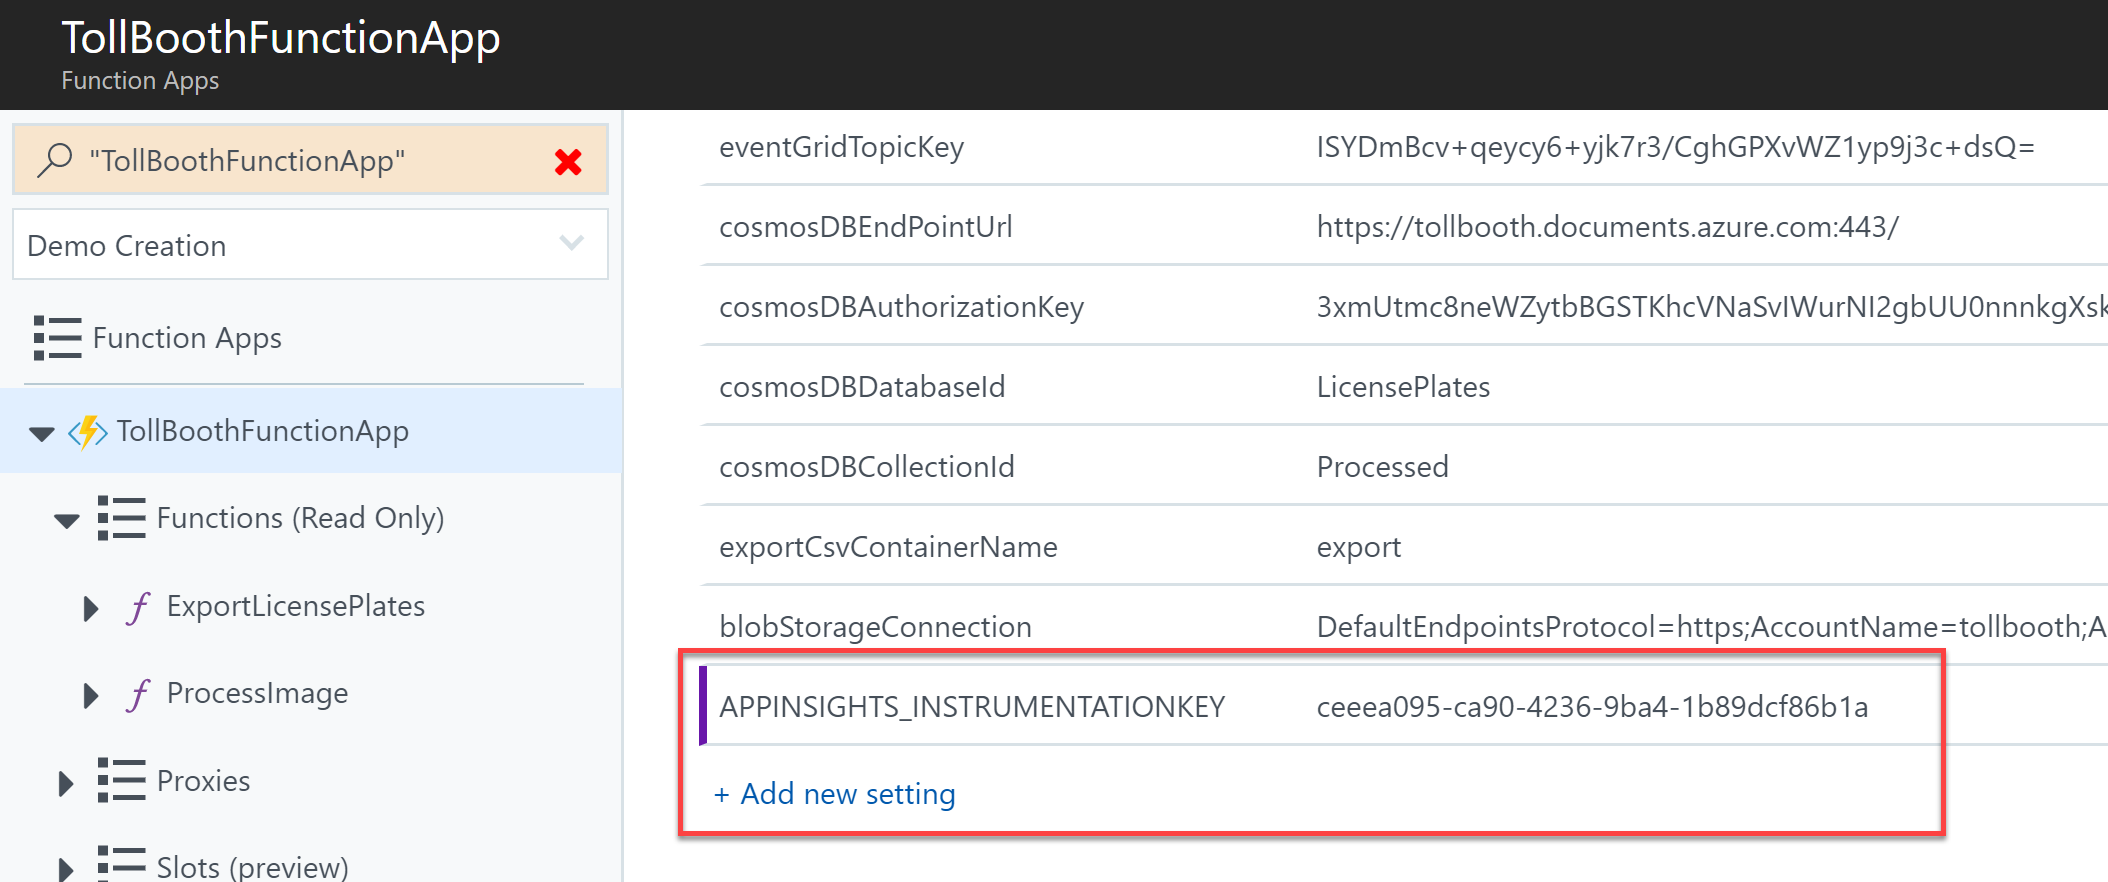 TollBoothFunctionApp
Function Apps
"TollBoothFunctionApp"
Demo Creation
Function Apps
TollBoothFunctionApp
Functions (Read Only)
ExportLicensePlates
ProcessImage
Proxies
Slots (preview)
eventGridTopicKey ISYDmBcv+qeycy6+yjk7r3/CghGPXvWZ1yp9j3c+dsQ=
cosmosDBEndPointUrl https://tollbooth.documents.azure.com:443/
cosmosDBAuthorizationKey 3xmUtmc8neWZytbBGSTKhcVNaSvIWurNI2gbUU0nnnkgXsk
cosmosDBDatabaseId LicensePlates
cosmosDBCollectionId Processed
exportCsvContainerName export
blobStorageConnection DefaultEndpointsProtocol=https;AccountName=tollbooth;A
APPINSIGHTS_INSTRUMENTATIONKEY ceeea095-ca90-4236-9ba4-1b89dcf86b1a
+ Add new setting